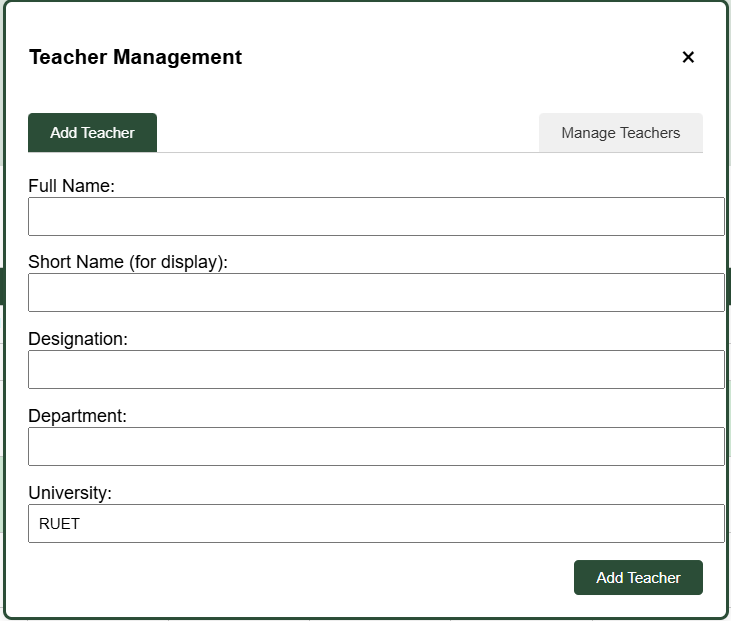 Teacher Management ×
Add Teacher Manage Teachers
Full Name:
Short Name (for display):
Designation:
Department:
University:
RUET
Add Teacher